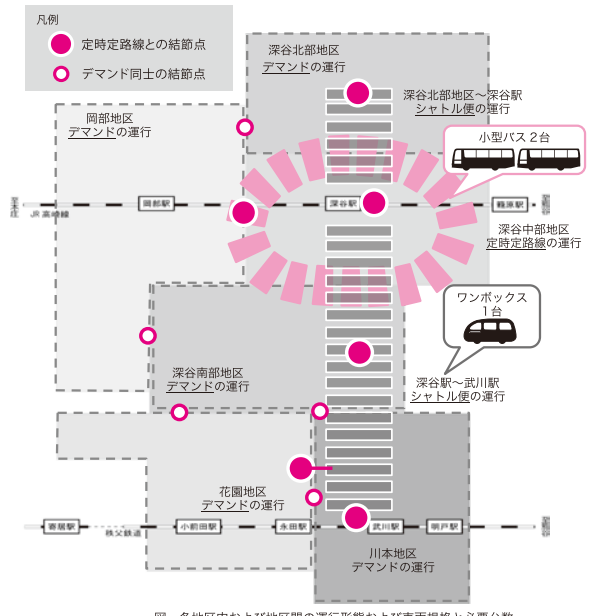 凡例
定時定路線との結節点
デマンド同士の結節点
深谷北部地区
デマンドの運行
深谷北部地区～深谷駅
シャトル便の運行
岡部地区
デマンドの運行
小型バス2台
岡部駅
深谷駅
籠原駅
JR高崎線
深谷中部地区
定時定路線の運行
ワンボックス
1台
深谷南部地区
デマンドの運行
深谷駅～武川駅
シャトル便の運行
花園地区
デマンドの運行
寄居駅
秩父鉄道
小前田駅
永田駅
武川駅
明戸駅
川本地区
デマンドの運行